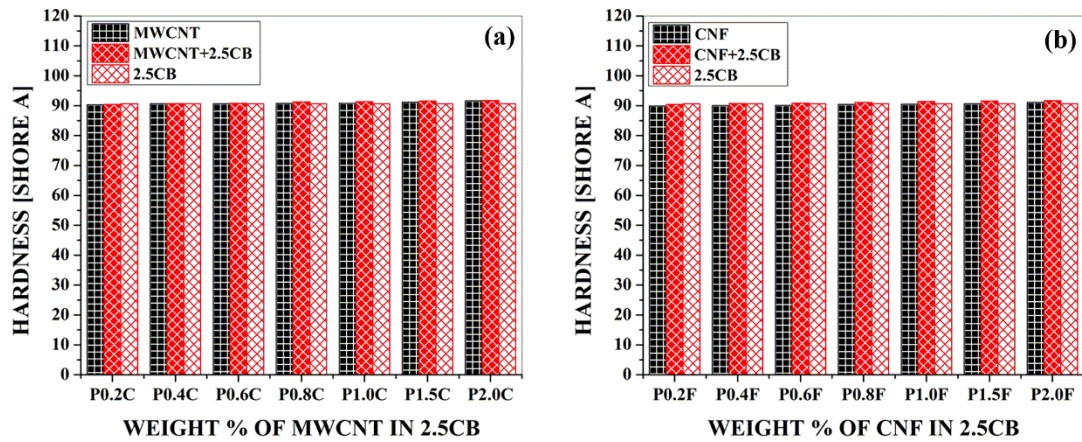 (a)
MWCNT
MWCNT+2.5CB
2.5CB
HARDNESS [SHORE A]
120
110
100
90
80
70
60
50
40
30
20
10
0
P0.2C P0.4C P0.6C P0.8C P1.0C P1.5C P2.0C
WEIGHT % OF MWCNT IN 2.5CB
(b)
CNF
CNF+2.5CB
2.5CB
HARDNESS [SHORE A]
120
110
100
90
80
70
60
50
40
30
20
10
0
P0.2F P0.4F P0.6F P0.8F P1.0F P1.5F P2.0F
WEIGHT % OF CNF IN 2.5CB